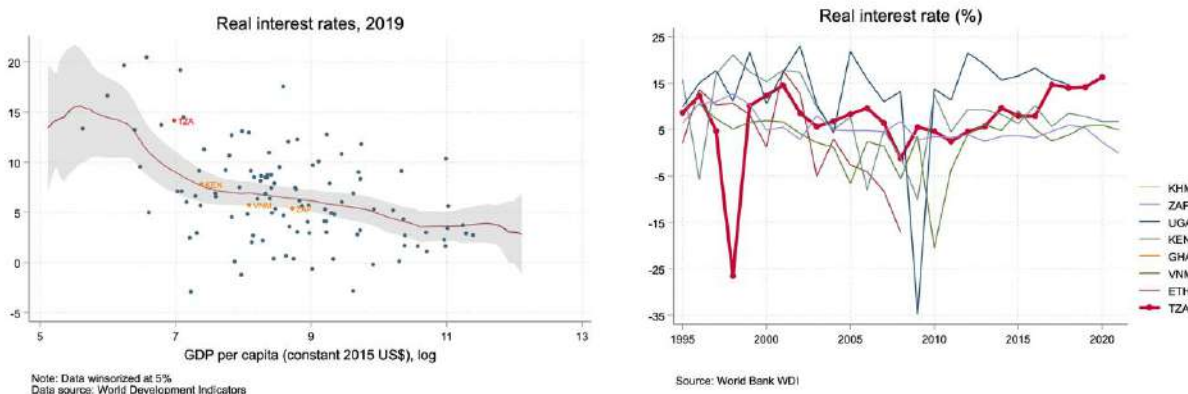 Real interest rates, 2019
20
15
10
5
0
-5
TZA
KEN
VNM
ZAF
5
7
9
11
13
GDP per capita (constant 2015 US$), log
Note: Data winsorized at 5%
Data source: World Development Indicators
Real interest rate (%)
25
15
5
-5
-15
-25
-35
1995
2000
2005
2010
2015
2020
KHM
ZAF
UGA
KEN
GHA
VNM
ETH
TZA
Source: World Bank WDI